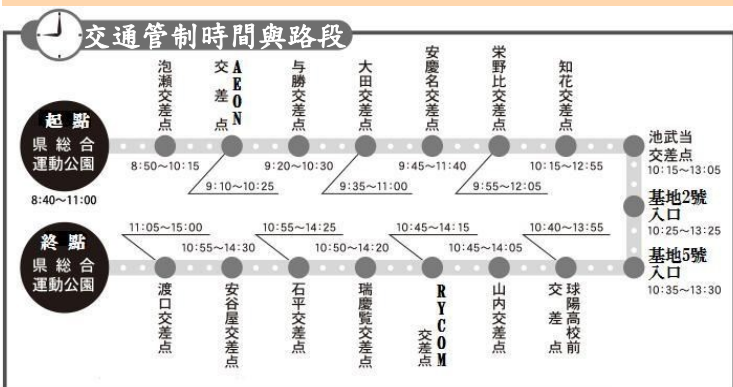 交通管制時間與路段
起點
県総合
運動公園
8:40～11:00
泡瀬交差点
8:50～10:15
AEON
交差点
9:10～10:25
与勝交差点
9:20～10:30
大田交差点
9:35～11:00
安慶名交差点
9:45～11:40
栄野比交差点
9:55～12:05
知花交差点
10:15～12:55
池武当
交差点
10:15～13:05
基地2號
入口
10:25～13:25
基地5號
入口
10:35～13:30
10:40～13:55
球陽高校前
交差点
10:45～14:05
山内交差点
10:45～14:15
RYCOM
交差点
10:50～14:20
瑞慶覧交差点
10:55～14:25
石平交差点
10:55～14:30
安谷屋交差点
11:05～15:00
渡口交差点
終點
県総合
運動公園